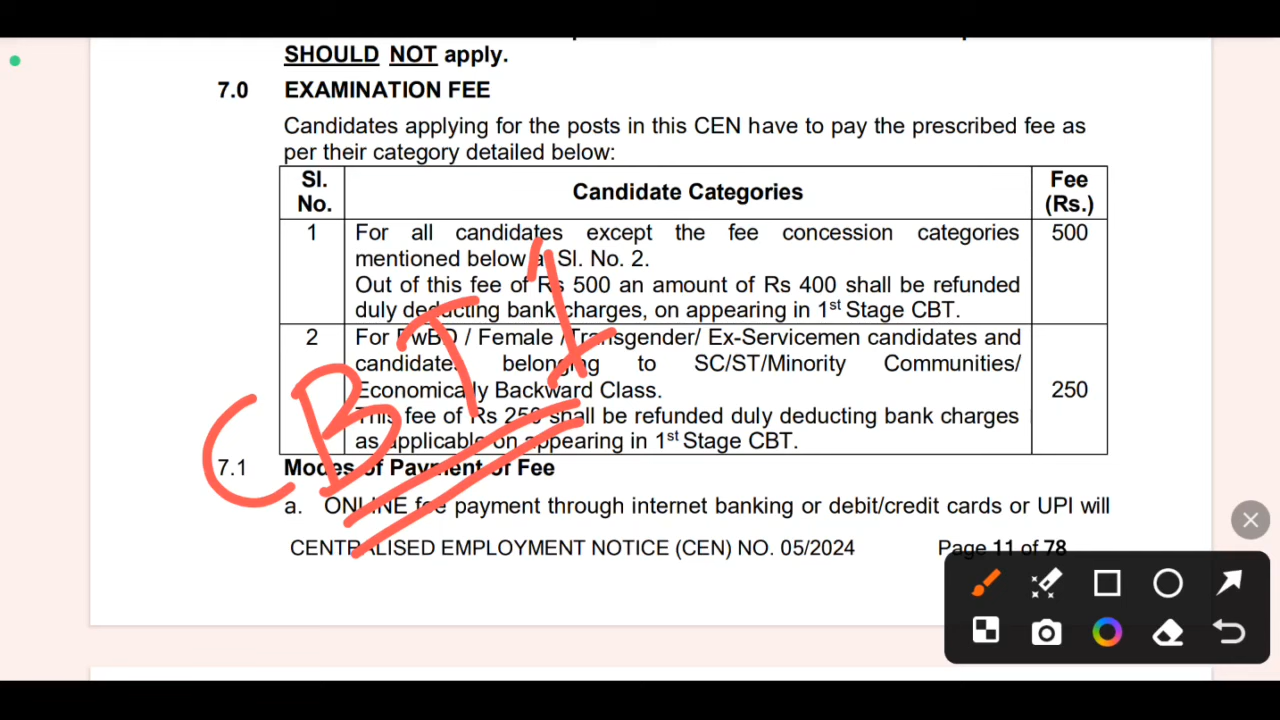 SHOULD NOT apply.
7.0 EXAMINATION FEE
Candidates applying for the posts in this CEN have to pay the prescribed fee as
per their category detailed below:
Sl. No. Candidate Categories Fee (Rs.)
1 For all candidates except the fee concession categories 500
mentioned below at Sl. No. 2.
Out of this fee of Rs 500 an amount of Rs 400 shall be refunded
duly deducting bank charges, on appearing in 1st Stage CBT.
2 For PwBD / Female /Transgender/ Ex-Servicemen candidates and
candidates belonging to SC/ST/Minority Communities/
Economically Backward Class. 250
This fee of Rs 250 shall be refunded duly deducting bank charges
as applicable on appearing in 1st Stage CBT.
CBT 1
7.1 Modes of Payment of Fee
a. ONLINE fee payment through internet banking or debit/credit cards or UPI will
CENTRALISED EMPLOYMENT NOTICE (CEN) NO. 05/2024 Page 11 of 78